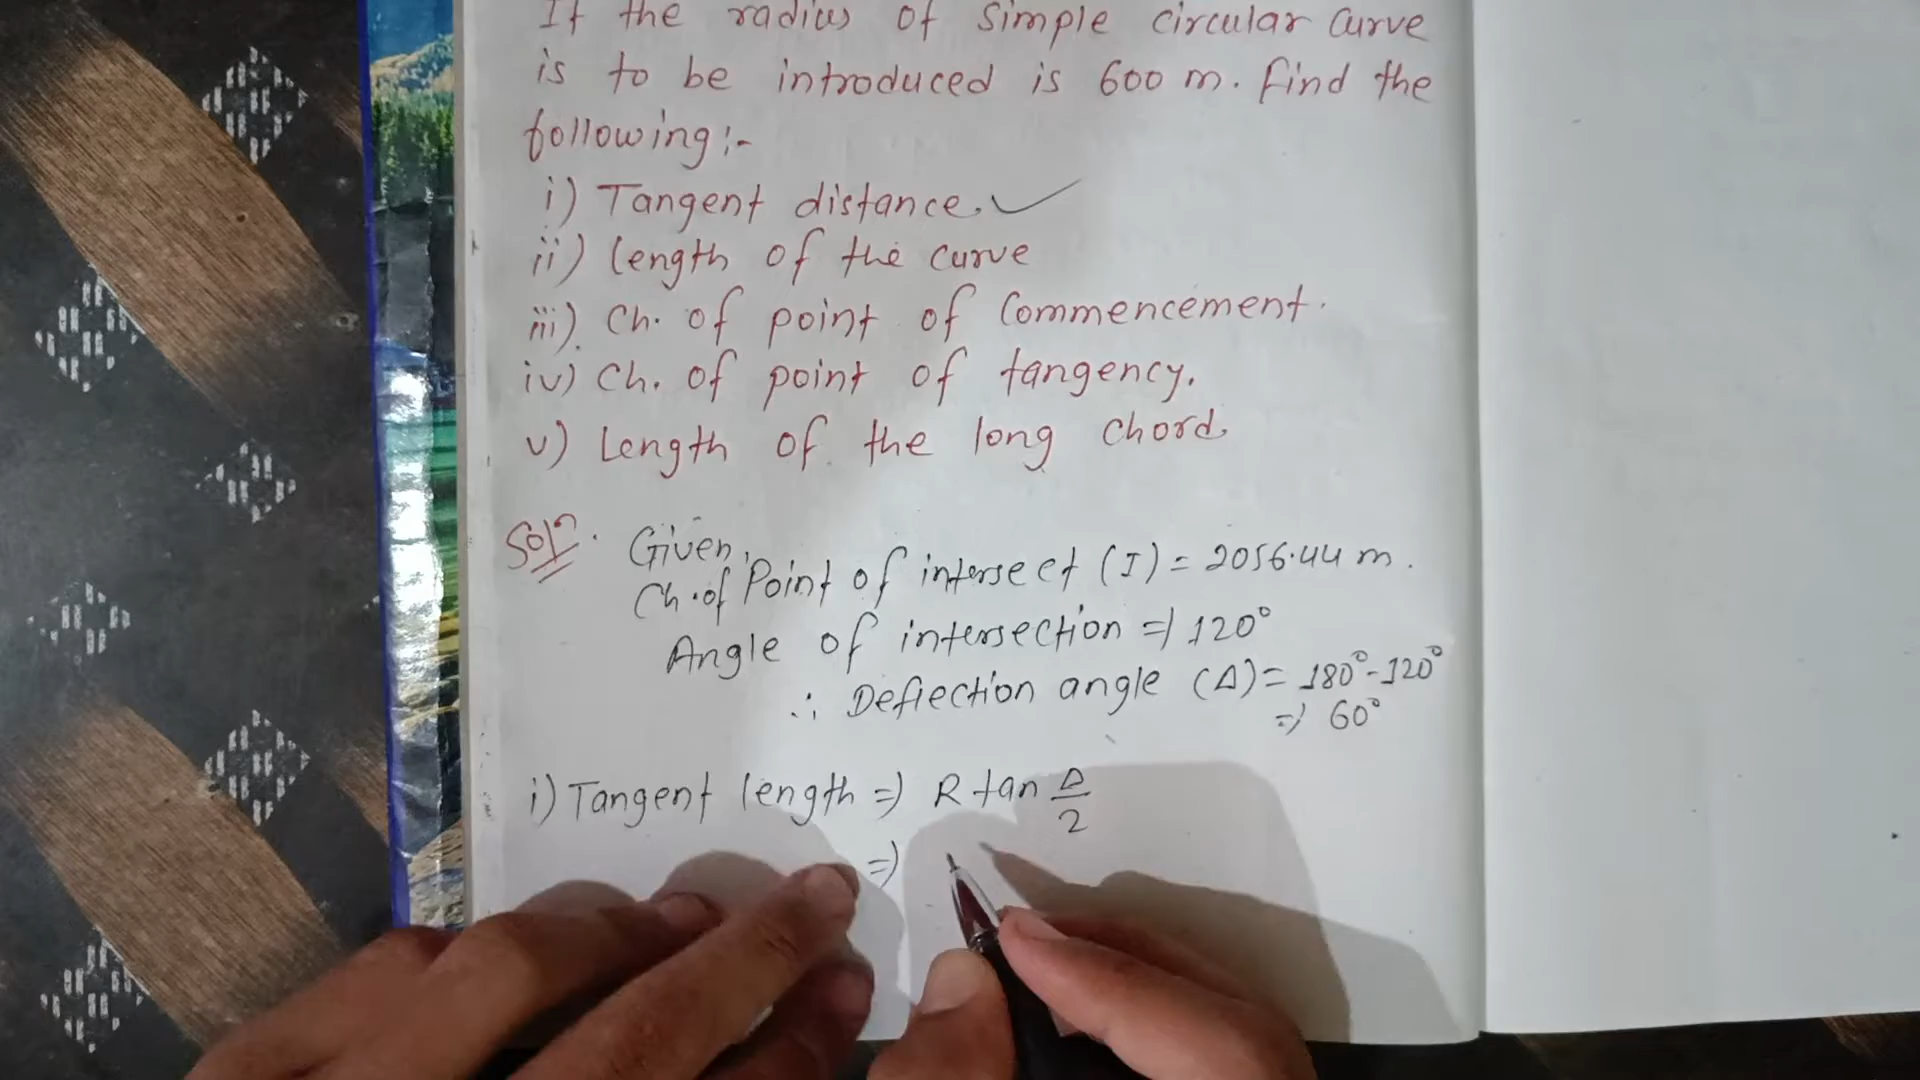 If the radius of simple circular curve
is to be introduced is 600 m. find the
following:-
i) Tangent distance. ✓
ii) length of the curve
iii) Ch. of point of Commencement.
iv) Ch. of point of tangency.
v) Length of the long chord.
Solⁿ. Given,
Ch. of Point of intersect (I) = 2056.44 m.
Angle of intersection => 120°
∴ Deflection angle (Δ) = 180° - 120°
=> 60°
i) Tangent length => R tan Δ/2
=>